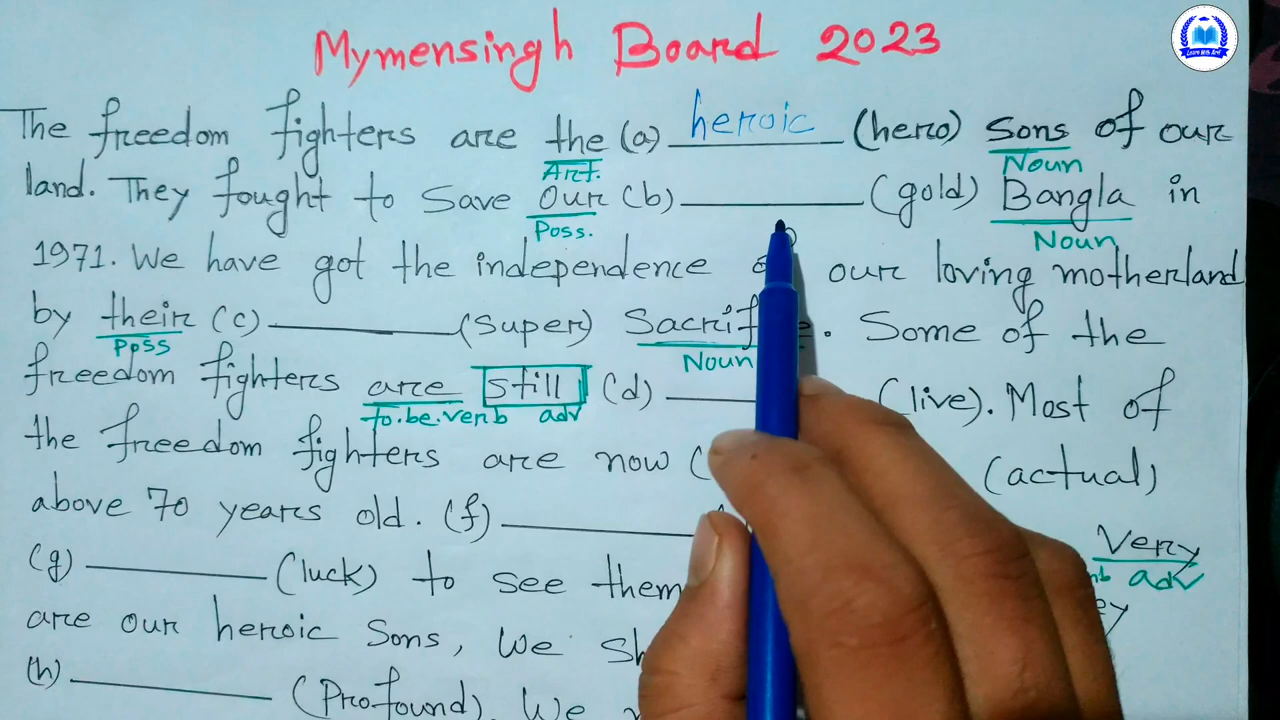 Mymensingh Board 2023
Learn With Arif
The freedom fighters are the (a) heroic (hero) Sons of our
Art. Noun
land. They fought to Save our (b) ________ (gold) Bangla in
Poss. Noun
1971. We have got the independence our loving motherland
by their (c) ________ (Super)
Poss Noun
. Some of the
freedom fighters are still (d) ________ (live). Most of
to.be.verb adv
the freedom fighters are now ( (actual)
above 70 years old. (f) ________ Very
adv
(g) ________ (luck) to see them
are our heroic Sons, We
(h) ________ (Profound). We